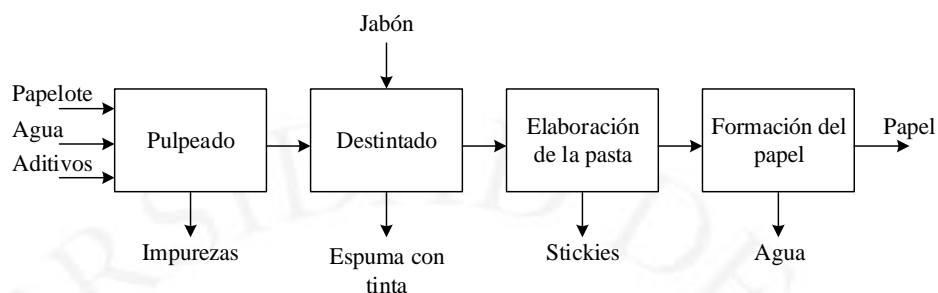 Jabón
Papelote
Agua
Aditivos
Pulpeado
Destintado
Elaboración
de la pasta
Formación del
papel
Papel
Impurezas
Espuma con
tinta
Stickies
Agua